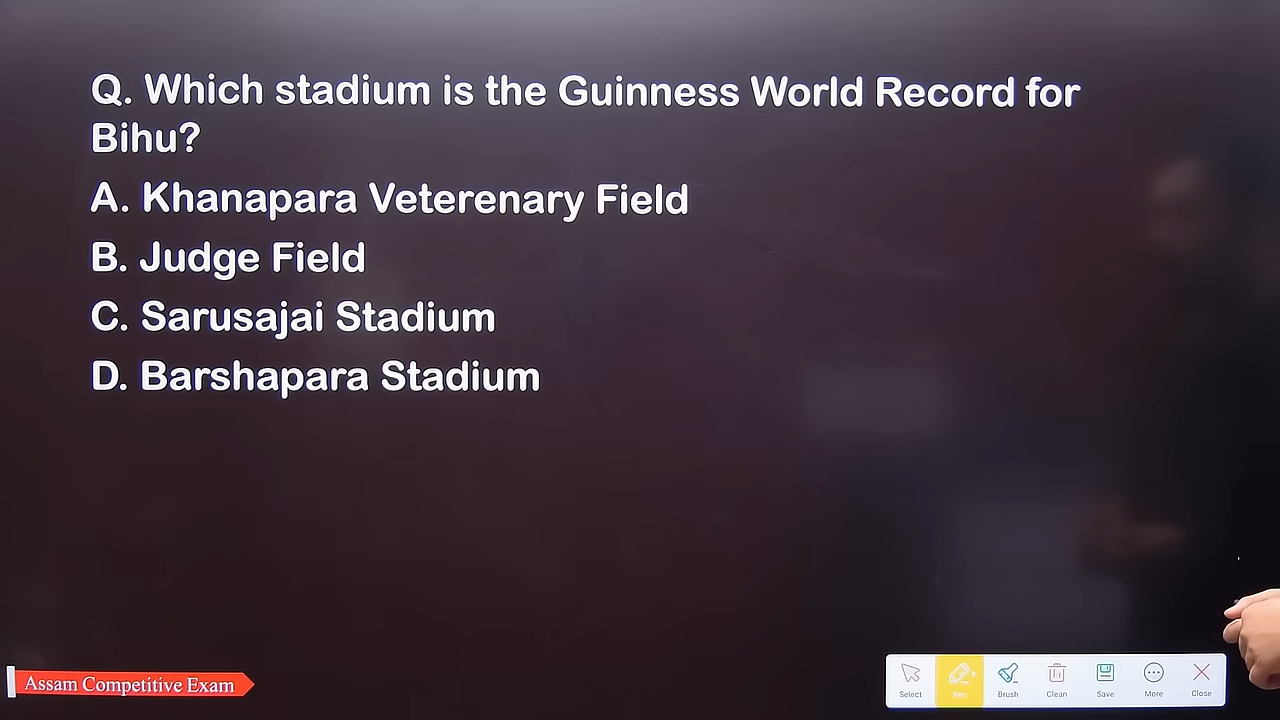 Q. Which stadium is the Guinness World Record for
Bihu?
A. Khanapara Veterenary Field
B. Judge Field
C. Sarusajai Stadium
D. Barshapara Stadium
Assam Competitive Exam
Select
Pen
Brush
Clean
Save
More
Close